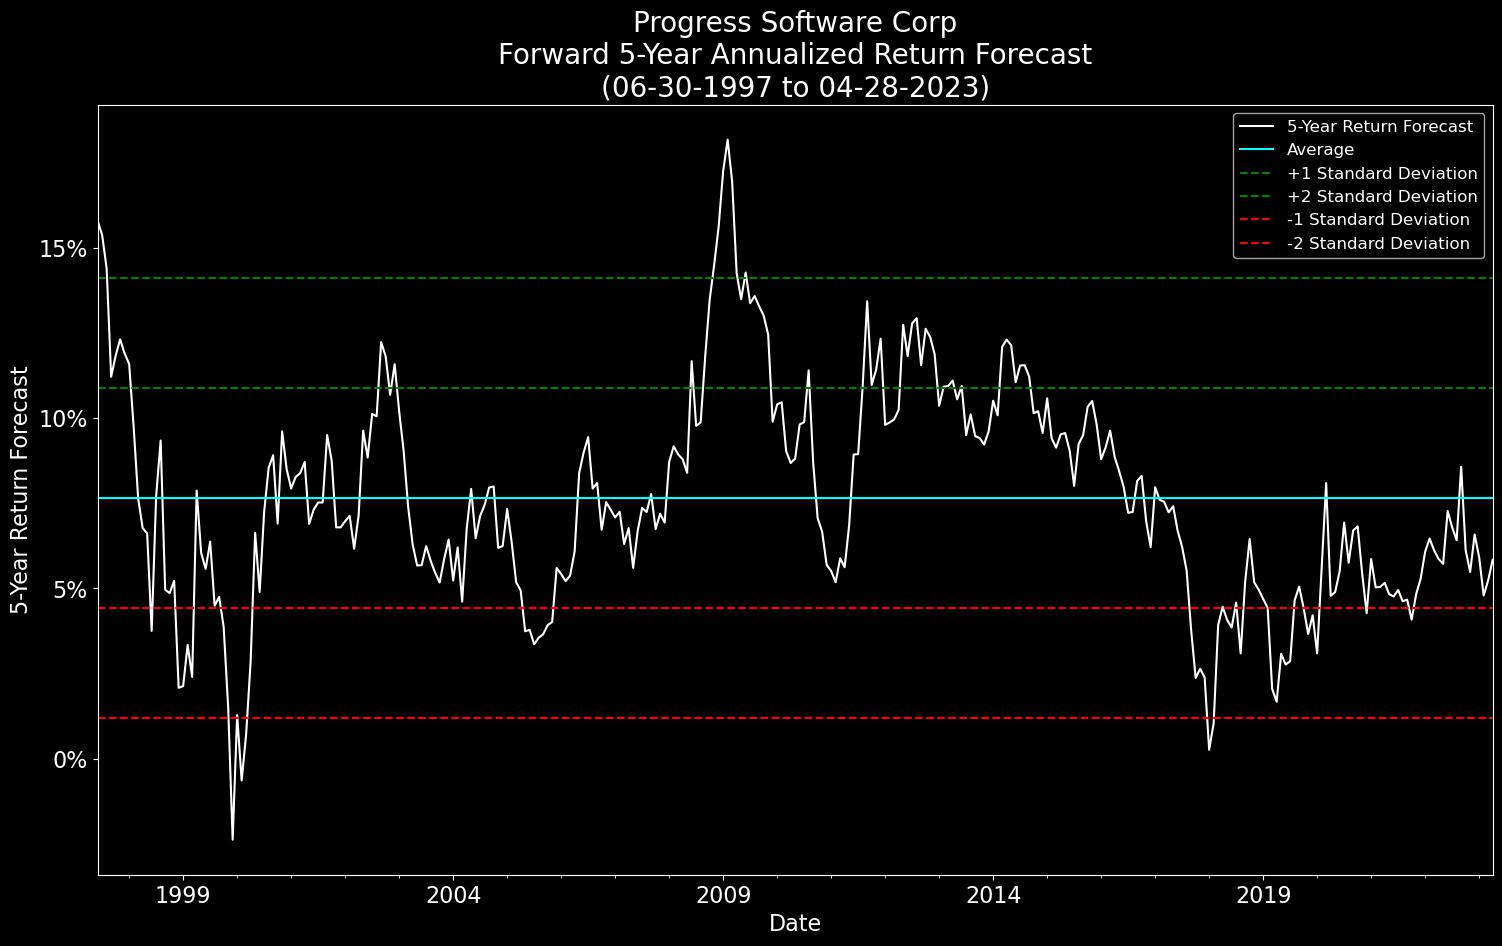 Progress Software Corp
Forward 5-Year Annualized Return Forecast
(06-30-1997 to 04-28-2023)
5-Year Return Forecast
Average
+1 Standard Deviation
+2 Standard Deviation
-1 Standard Deviation
-2 Standard Deviation
5-Year Return Forecast
15%
10%
5%
0%
1999
2004
2009
2014
2019
Date